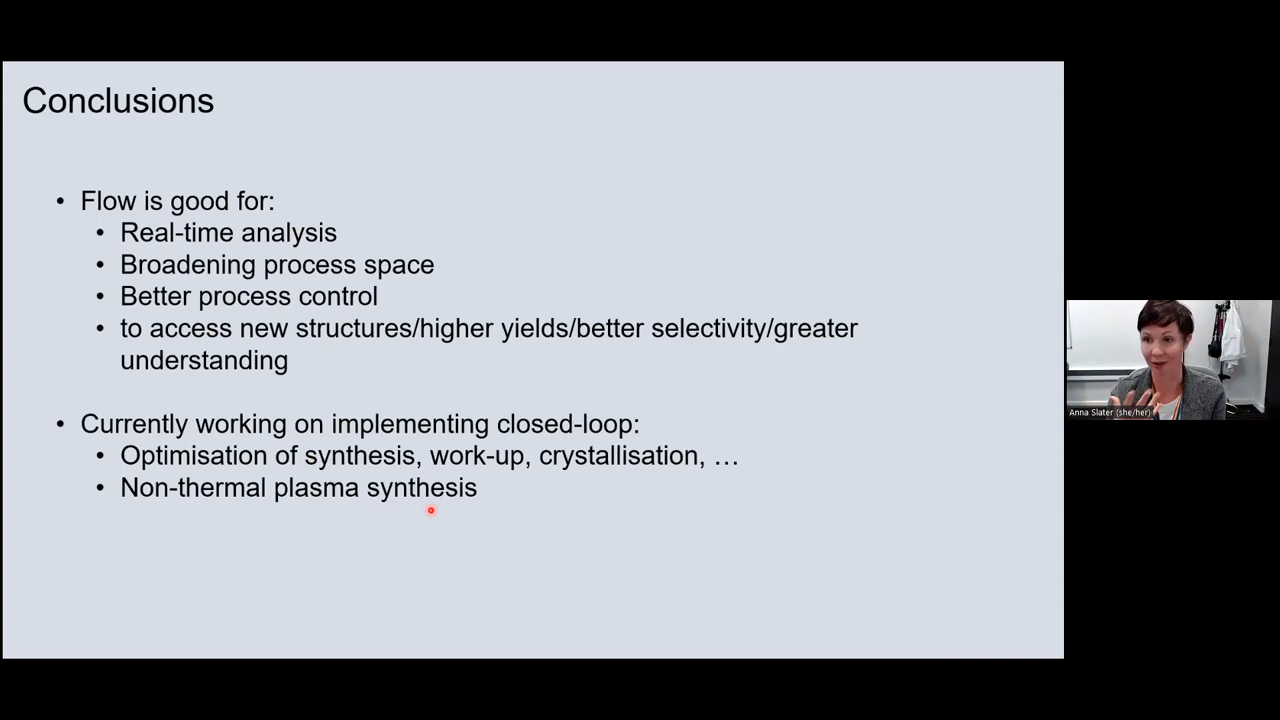 Conclusions
• Flow is good for:
• Real-time analysis
• Broadening process space
• Better process control
• to access new structures/higher yields/better selectivity/greater
understanding
• Currently working on implementing closed-loop:
• Optimisation of synthesis, work-up, crystallisation, …
• Non-thermal plasma synthesis
Anna Slater (she/her)